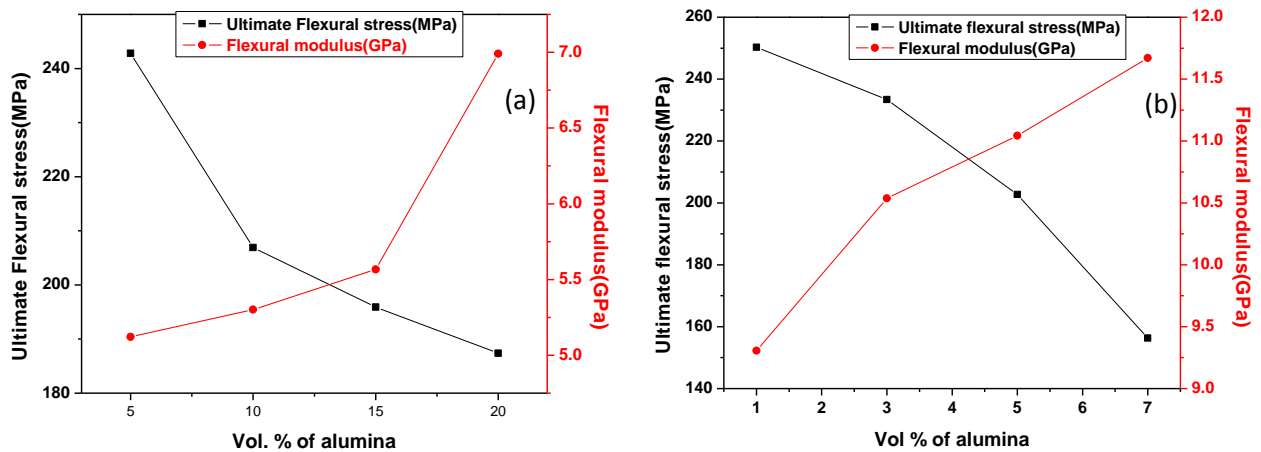 Ultimate Flexural stress(MPa)
Flexural modulus(GPa)
(a)
Ultimate Flexural stress(MPa)
240
220
200
180
7.0
6.5
6.0
5.5
5.0
Flexural modulus(GPa)
5 10 15 20
Vol. % of alumina
Ultimate flexural stress(MPa)
Flexural modulus(GPa)
(b)
Ultimate flexural stress(MPa)
260
240
220
200
180
160
140
12.0
11.5
11.0
10.5
10.0
9.5
9.0
Flexural modulus(GPa)
1 2 3 4 5 6 7
Vol % of alumina